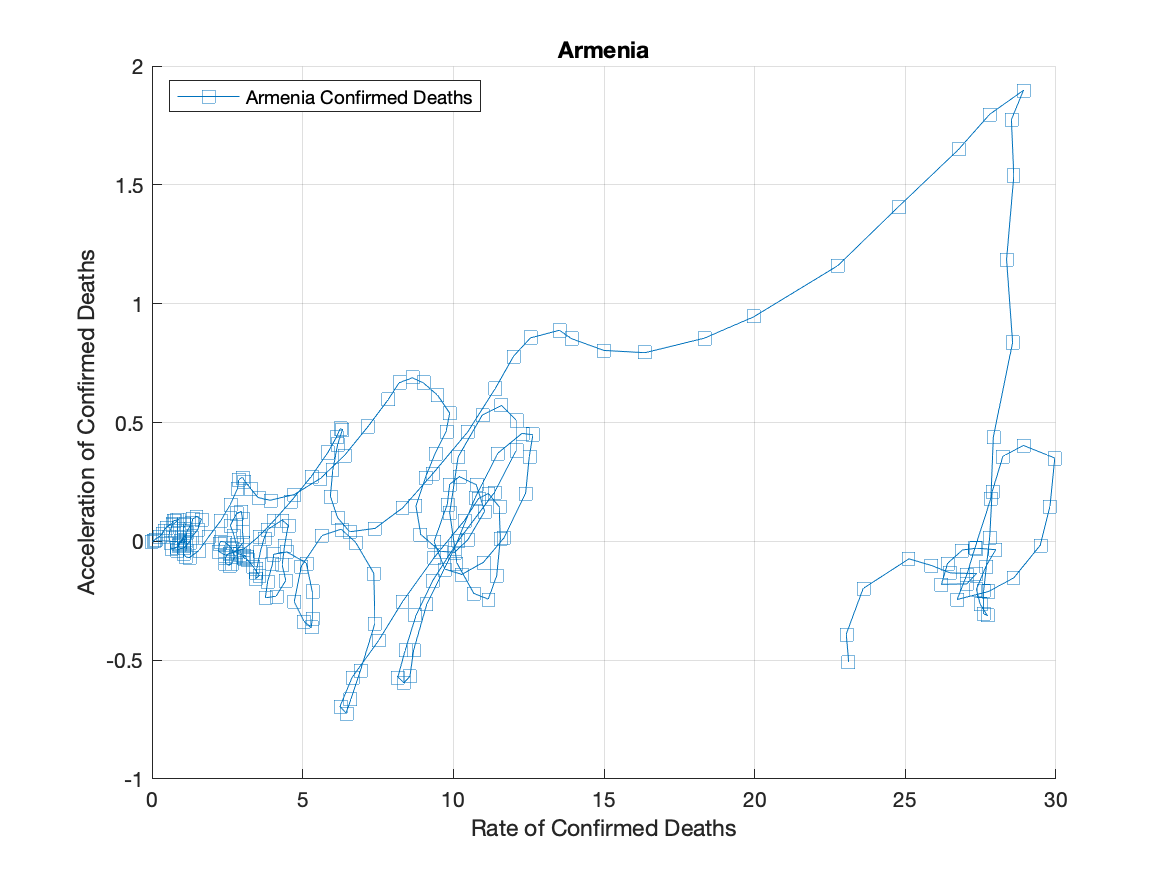 Armenia
Armenia Confirmed Deaths
2
1.5
1
0.5
0
-0.5
-1
Acceleration of Confirmed Deaths
0 5 10 15 20 25 30
Rate of Confirmed Deaths